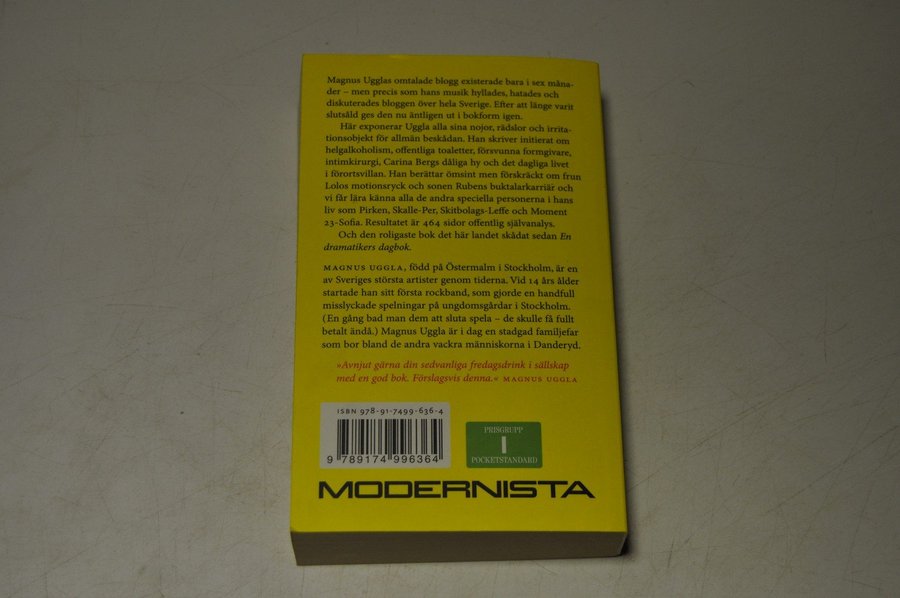 Magnus Ugglas omtalade blogg existerade bara i sex måna-
der – men precis som hans musik hyllades, hatades och
diskuterades bloggen över hela Sverige. Efter att länge varit
slutsåld ges den nu äntligen ut i bokform igen.
Här exponerar Uggla alla sina nojor, rädslor och irrita-
tionsobjekt för allmän beskådan. Han skriver initierat om
helgalkoholism, offentliga toaletter, försvunna formgivare,
intimkirurgi, Carina Bergs dåliga hy och det dagliga livet
i förortsvillan. Han berättar ömsint men förskräckt om frun
Lolos motionsryck och sonen Rubens buktalarkarriär och
vi får lära känna alla de andra speciella personerna i hans
liv som Pirken, Skalle-Per, Skitbolags-Leffe och Moment
23-Sofia. Resultatet är 464 sidor offentlig självanalys.
Och den roligaste bok det här landet skådat sedan En
dramatikers dagbok.
MAGNUS UGGLA, född på Östermalm i Stockholm, är en
av Sveriges största artister genom tiderna. Vid 14 års ålder
startade han sitt första rockband, som gjorde en handfull
misslyckade spelningar på ungdomsgårdar i Stockholm.
(En gång bad man dem att sluta spela – de skulle få fullt
betalt ändå.) Magnus Uggla är i dag en stadgad familjefar
som bor bland de andra vackra människorna i Danderyd.
»Avnjut gärna din sedvanliga fredagsdrink i sällskap
med en god bok. Förslagsvis denna.« MAGNUS UGGLA
ISBN 978-91-7499-636-4
9 789174 996364
PRISGRUPP
I
POCKETSTANDARD
MODERNISTA